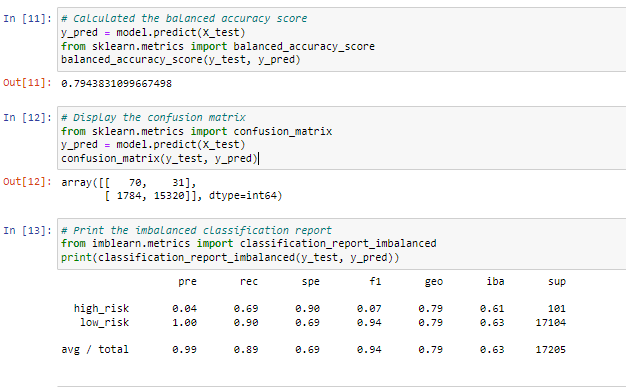 In [11]: # Calculated the balanced accuracy score
y_pred = model.predict(X_test)
from sklearn.metrics import balanced_accuracy_score
balanced_accuracy_score(y_test, y_pred)
Out[11]: 0.7943831099667498
In [12]: # Display the confusion matrix
from sklearn.metrics import confusion_matrix
y_pred = model.predict(X_test)
confusion_matrix(y_test, y_pred)
Out[12]: array([[   70,    31],
       [ 1784, 15320]], dtype=int64)
In [13]: # Print the imbalanced classification report
from imblearn.metrics import classification_report_imbalanced
print(classification_report_imbalanced(y_test, y_pred))
pre rec spe f1 geo iba sup
high_risk 0.04 0.69 0.90 0.07 0.79 0.61 101
low_risk 1.00 0.90 0.69 0.94 0.79 0.63 17104
avg / total 0.99 0.89 0.69 0.94 0.79 0.63 17205